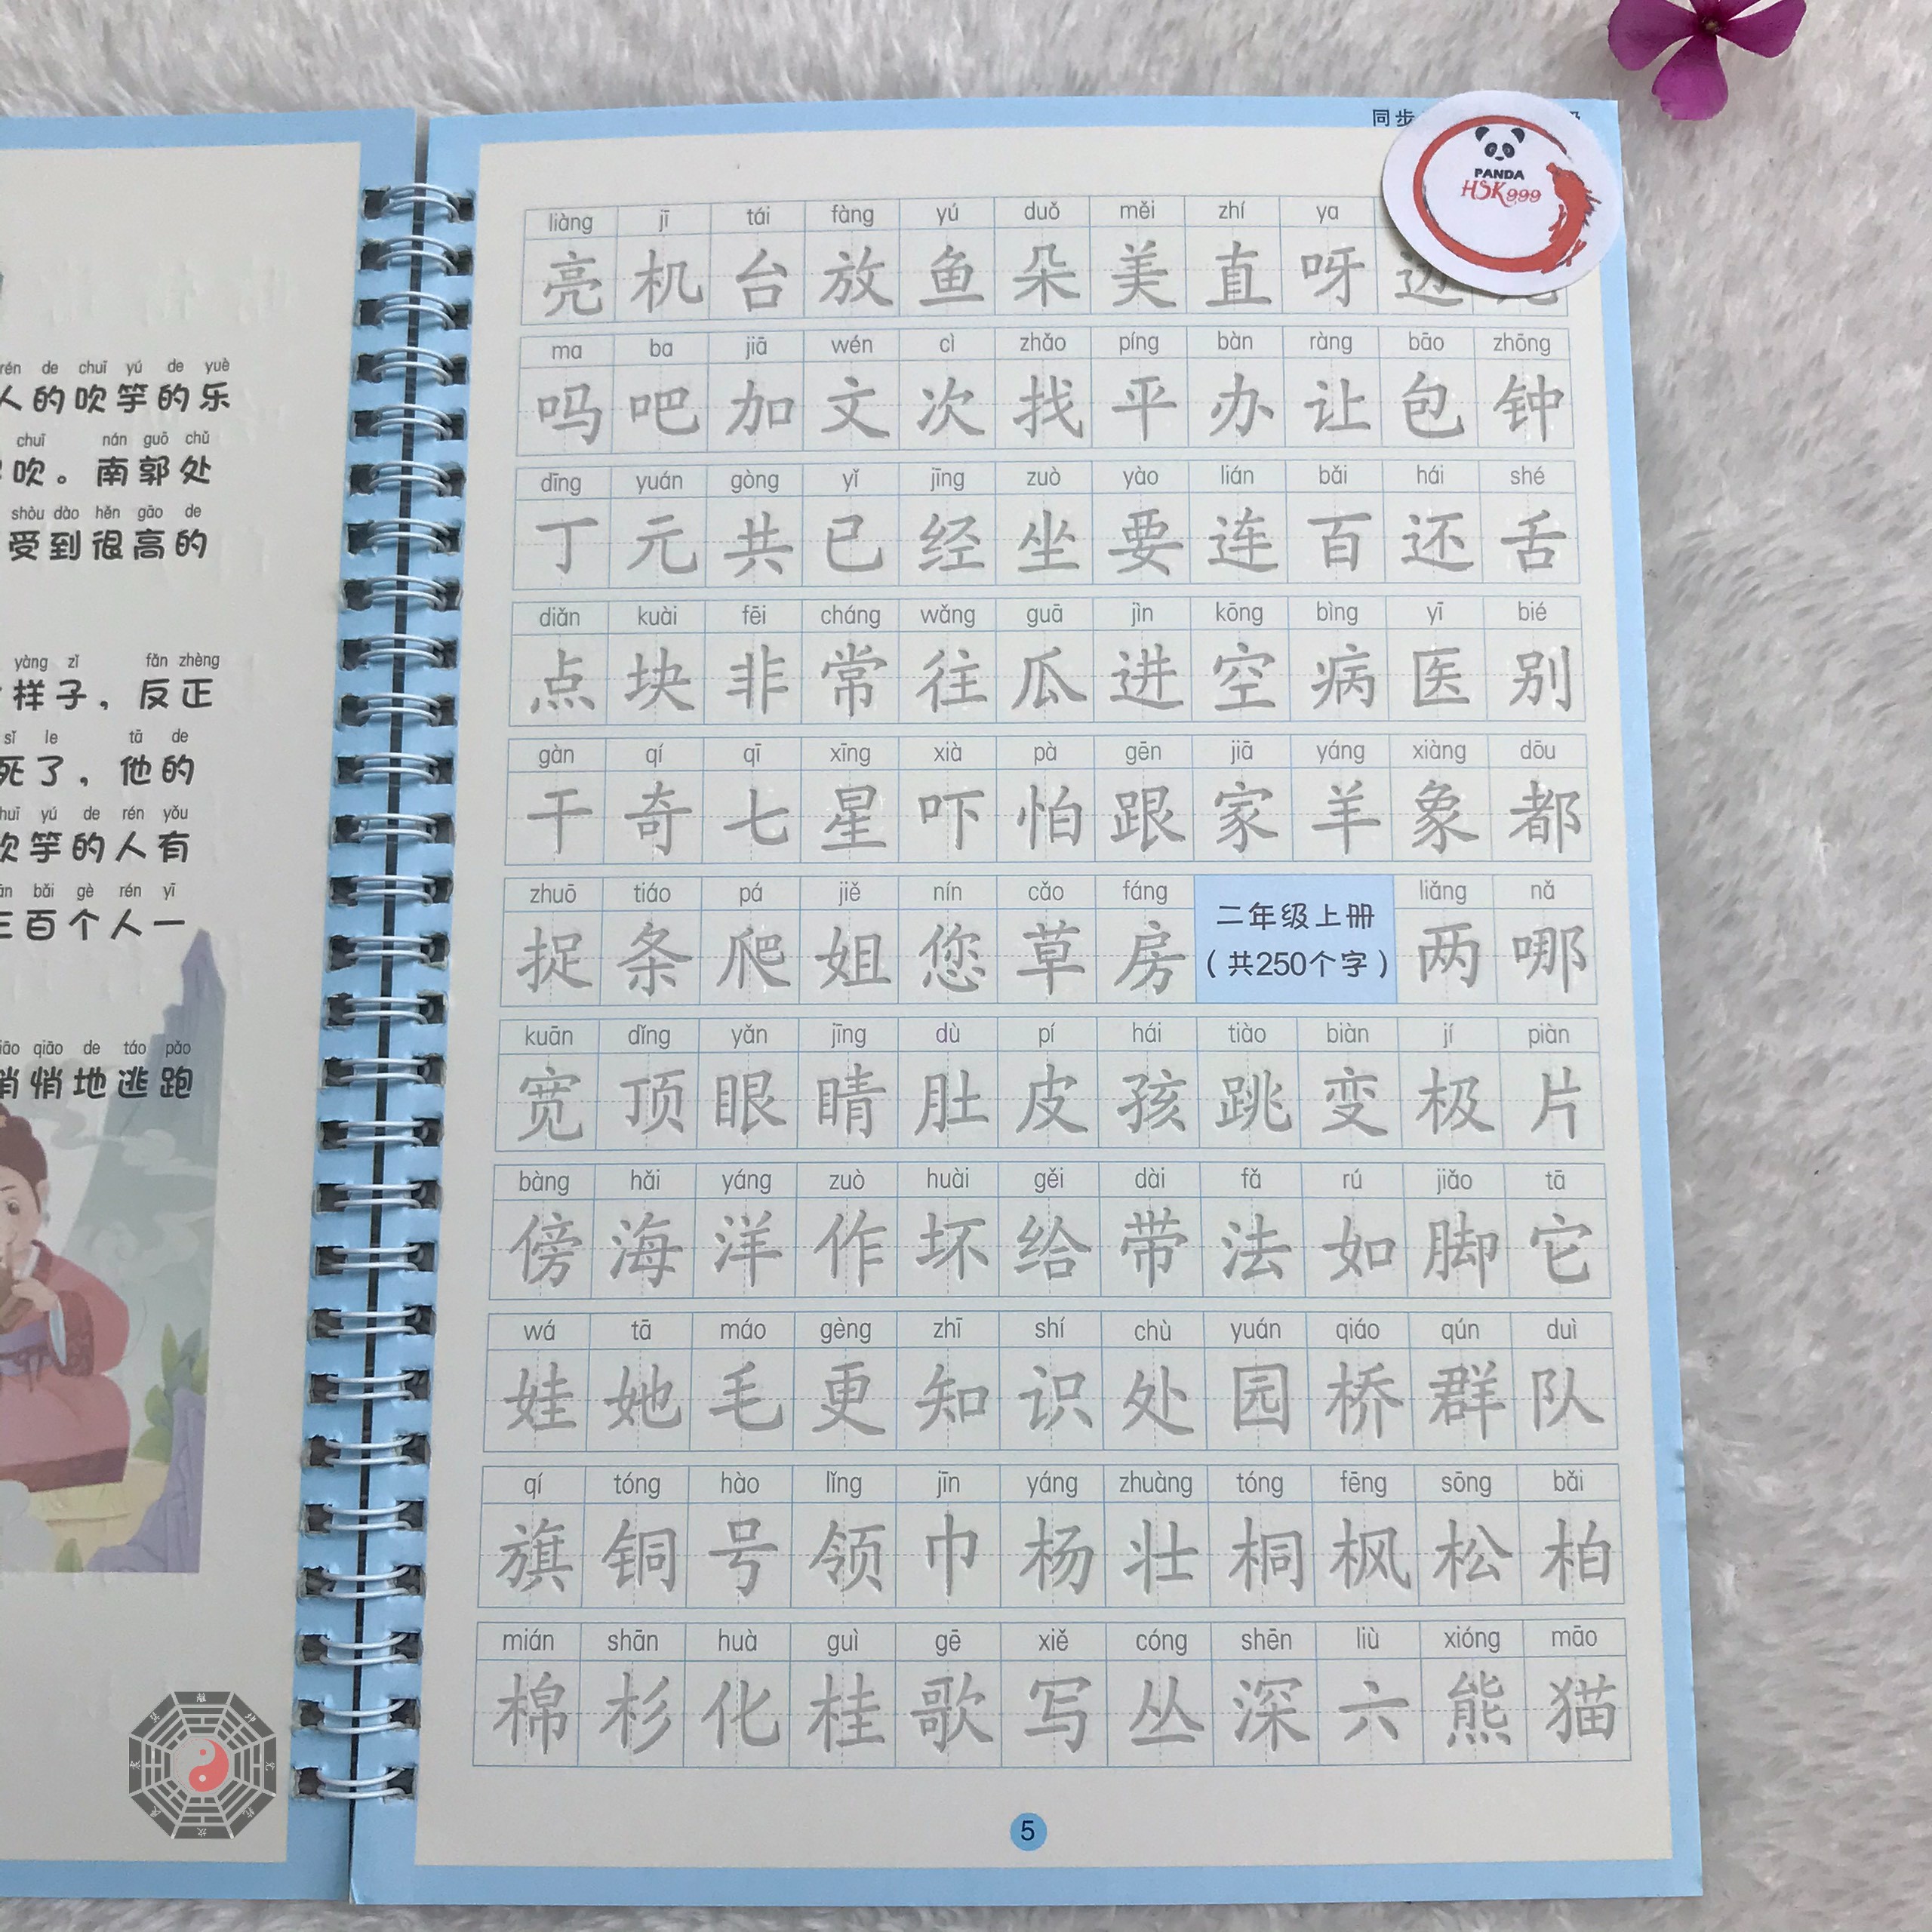 rén de chuī yú de yuè
人的吹竽的乐
chuī nán guō chǔ
吹。南郭处
shòu dào hěn gāo de
受到很高的
yàng zǐ fǎn zhèng
样子，反正
sǐ le tā de
死了，他的
yú de rén yǒu
吹竽的人有
bǎi gè rén yī
三百个人一
qiāo de táo pǎo
悄悄地逃跑
同步
PANDA
HSK999
liàng jī tái fàng yú duǒ měi zhí ya
亮 机 台 放 鱼 朵 美 直 呀 边
ma ba jiā wén cì zhǎo píng bàn ràng bāo zhōng
吗 吧 加 文 次 找 平 办 让 包 钟
dīng yuán gòng yǐ jīng zuò yào lián bǎi hái shé
丁 元 共 已 经 坐 要 连 百 还 舌
diǎn kuài fēi cháng wǎng guā jìn kōng bìng yī bié
点 块 非 常 往 瓜 进 空 病 医 别
gàn qí qī xīng xià pà gēn jiā yáng xiàng dōu
干 奇 七 星 吓 怕 跟 家 羊 象 都
zhuō tiáo pá jiě nín cǎo fáng liǎng nǎ
捉 条 爬 姐 您 草 房 两 哪
二年级上册
（共250个字）
kuān dǐng yǎn jīng dù pí hái tiào biàn jí piàn
宽 顶 眼 睛 肚 皮 孩 跳 变 极 片
bàng hǎi yáng zuò huài gěi dài fǎ rú jiǎo tā
傍 海 洋 作 坏 给 带 法 如 脚 它
wá tā máo gèng zhī shí chù yuán qiáo qún duì
娃 她 毛 更 知 识 处 园 桥 群 队
qí tóng hào lǐng jīn yáng zhuàng tóng fēng sōng bǎi
旗 铜 号 领 巾 杨 壮 桐 枫 松 柏
mián shān huà guì gē xiě cóng shēn liù xióng māo
棉 杉 化 桂 歌 写 丛 深 六 熊 猫
5